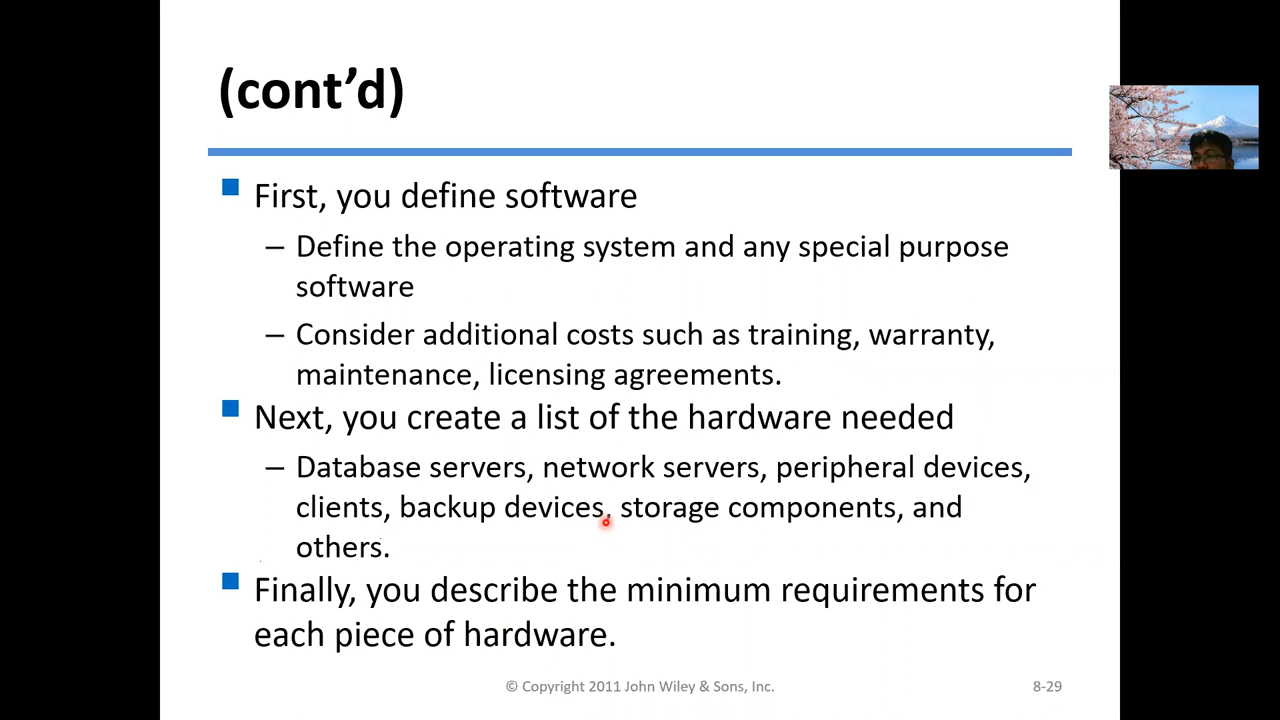 (cont’d)
First, you define software
– Define the operating system and any special purpose
software
– Consider additional costs such as training, warranty,
maintenance, licensing agreements.
Next, you create a list of the hardware needed
– Database servers, network servers, peripheral devices,
clients, backup devices, storage components, and
others.
Finally, you describe the minimum requirements for
each piece of hardware.
© Copyright 2011 John Wiley & Sons, Inc.
8-29